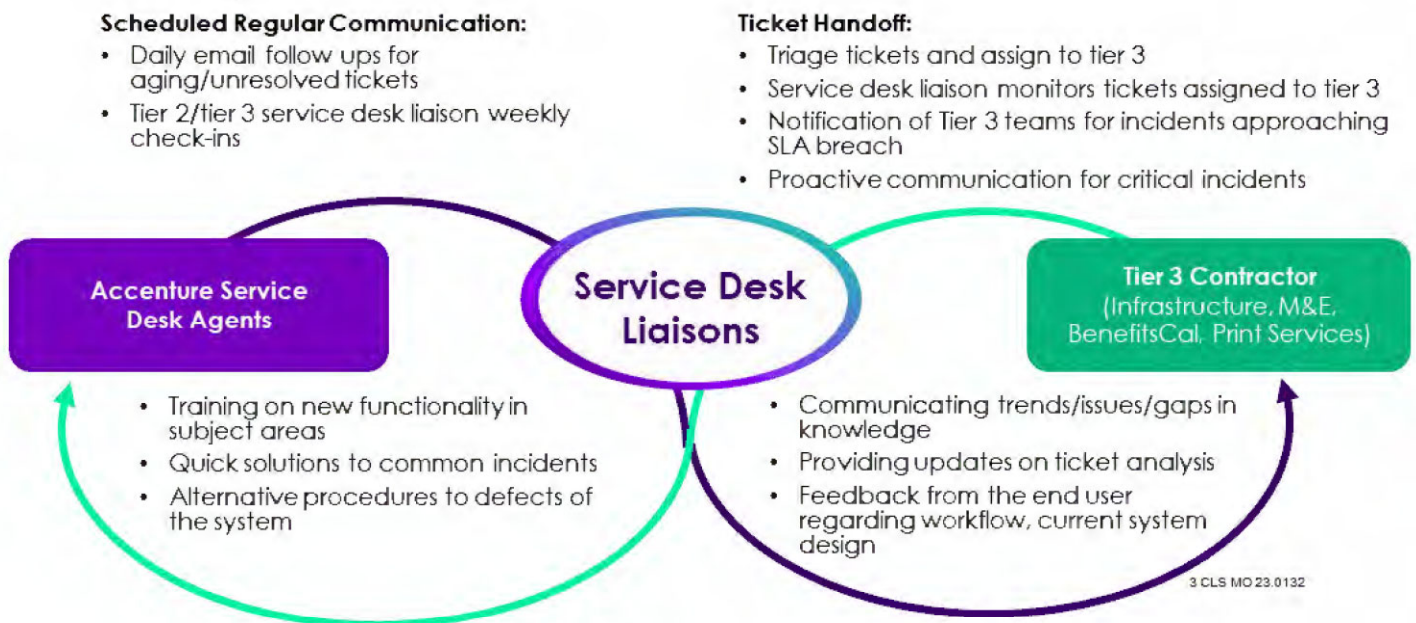 Scheduled Regular Communication:
• Daily email follow ups for
aging/unresolved tickets
• Tier 2/tier 3 service desk liaison weekly
check-ins
Ticket Handoff:
• Triage tickets and assign to tier 3
• Service desk liaison monitors tickets assigned to tier 3
• Notification of Tier 3 teams for incidents approaching
SLA breach
• Proactive communication for critical incidents
Accenture Service
Desk Agents
Service Desk
Liaisons
Tier 3 Contractor
(Infrastructure, M&E,
BenefitsCal, Print Services)
• Training on new functionality in
subject areas
• Quick solutions to common incidents
• Alternative procedures to defects of
the system
• Communicating trends/issues/gaps in
knowledge
• Providing updates on ticket analysis
• Feedback from the end user
regarding workflow, current system
design
3 CLS MO 23.0132